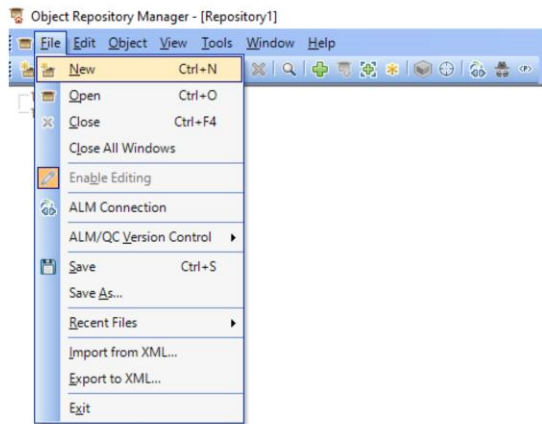 Object Repository Manager - [Repository1]
File Edit Object View Tools Window Help
New Ctrl+N
Open Ctrl+O
Close Ctrl+F4
Close All Windows
Enable Editing
ALM Connection
ALM/QC Version Control
Save Ctrl+S
Save As...
Recent Files
Import from XML...
Export to XML...
Exit